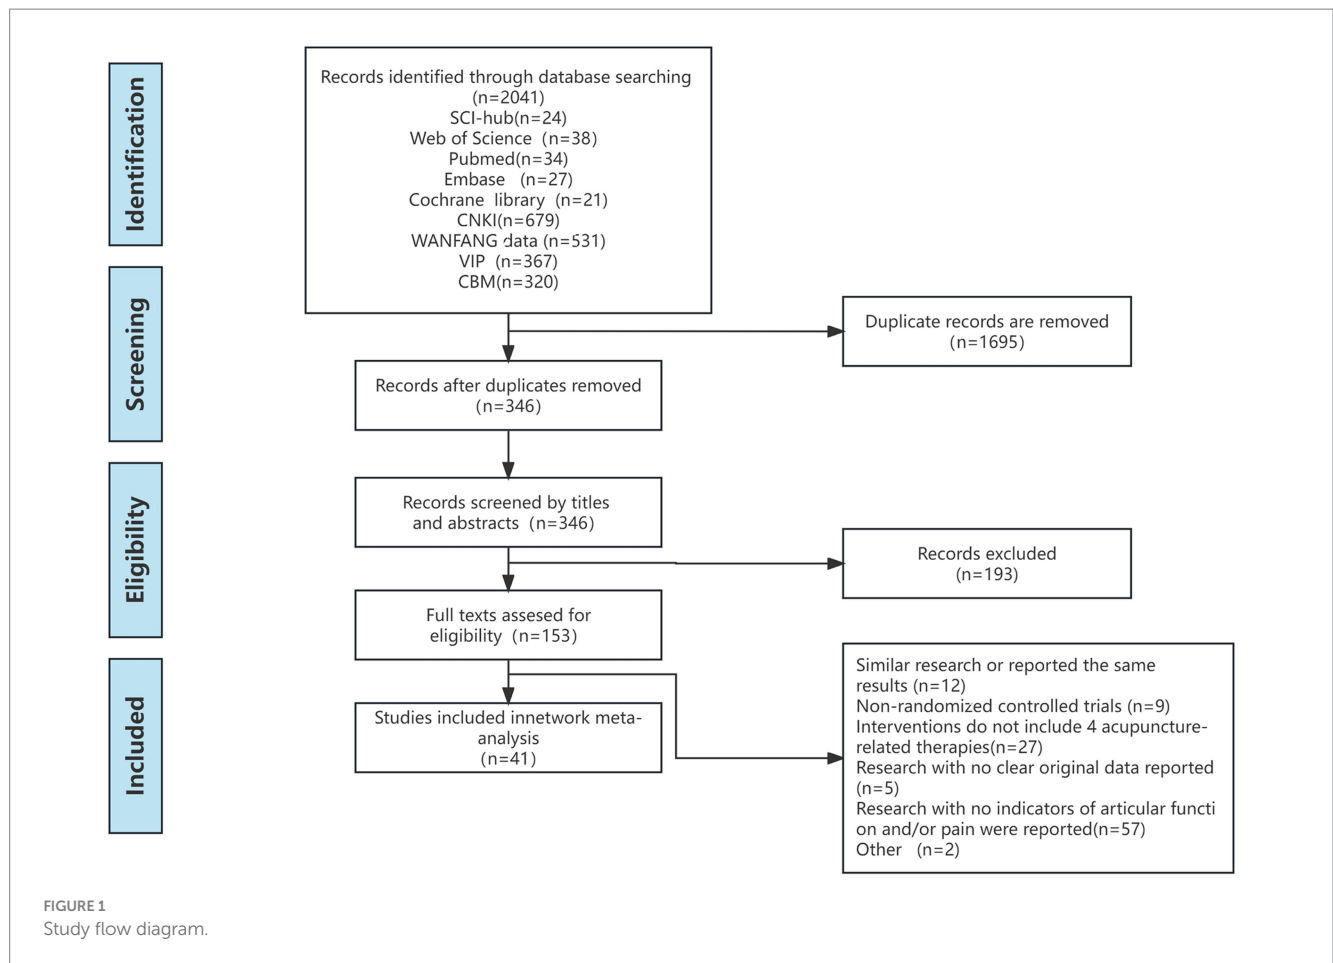 Identification
Records identified through database searching
(n=2041)
SCI-hub(n=24)
Web of Science (n=38)
Pubmed(n=34)
Embase (n=27)
Cochrane library (n=21)
CNKI(n=679)
WANFANG data (n=531)
VIP (n=367)
CBM(n=320)
Screening
Duplicate records are removed
(n=1695)
Records after duplicates removed
(n=346)
Eligibility
Records screened by titles
and abstracts (n=346)
Records excluded
(n=193)
Full texts assesed for
eligibility (n=153)
Included
Studies included innetwork meta-
analysis
(n=41)
Similar research or reported the same
results (n=12)
Non-randomized controlled trials (n=9)
Interventions do not include 4 acupuncture-
related therapies(n=27)
Research with no clear original data reported
(n=5)
Research with no indicators of articular functi
on and/or pain were reported(n=57)
Other (n=2)
FIGURE 1
Study flow diagram.